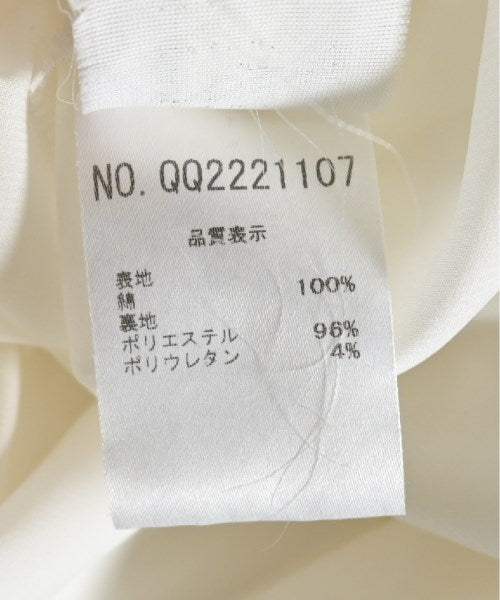 NO. QQ2221107
品質表示
表地
綿 100%
裏地
ポリエステル 96%
ポリウレタン 4%